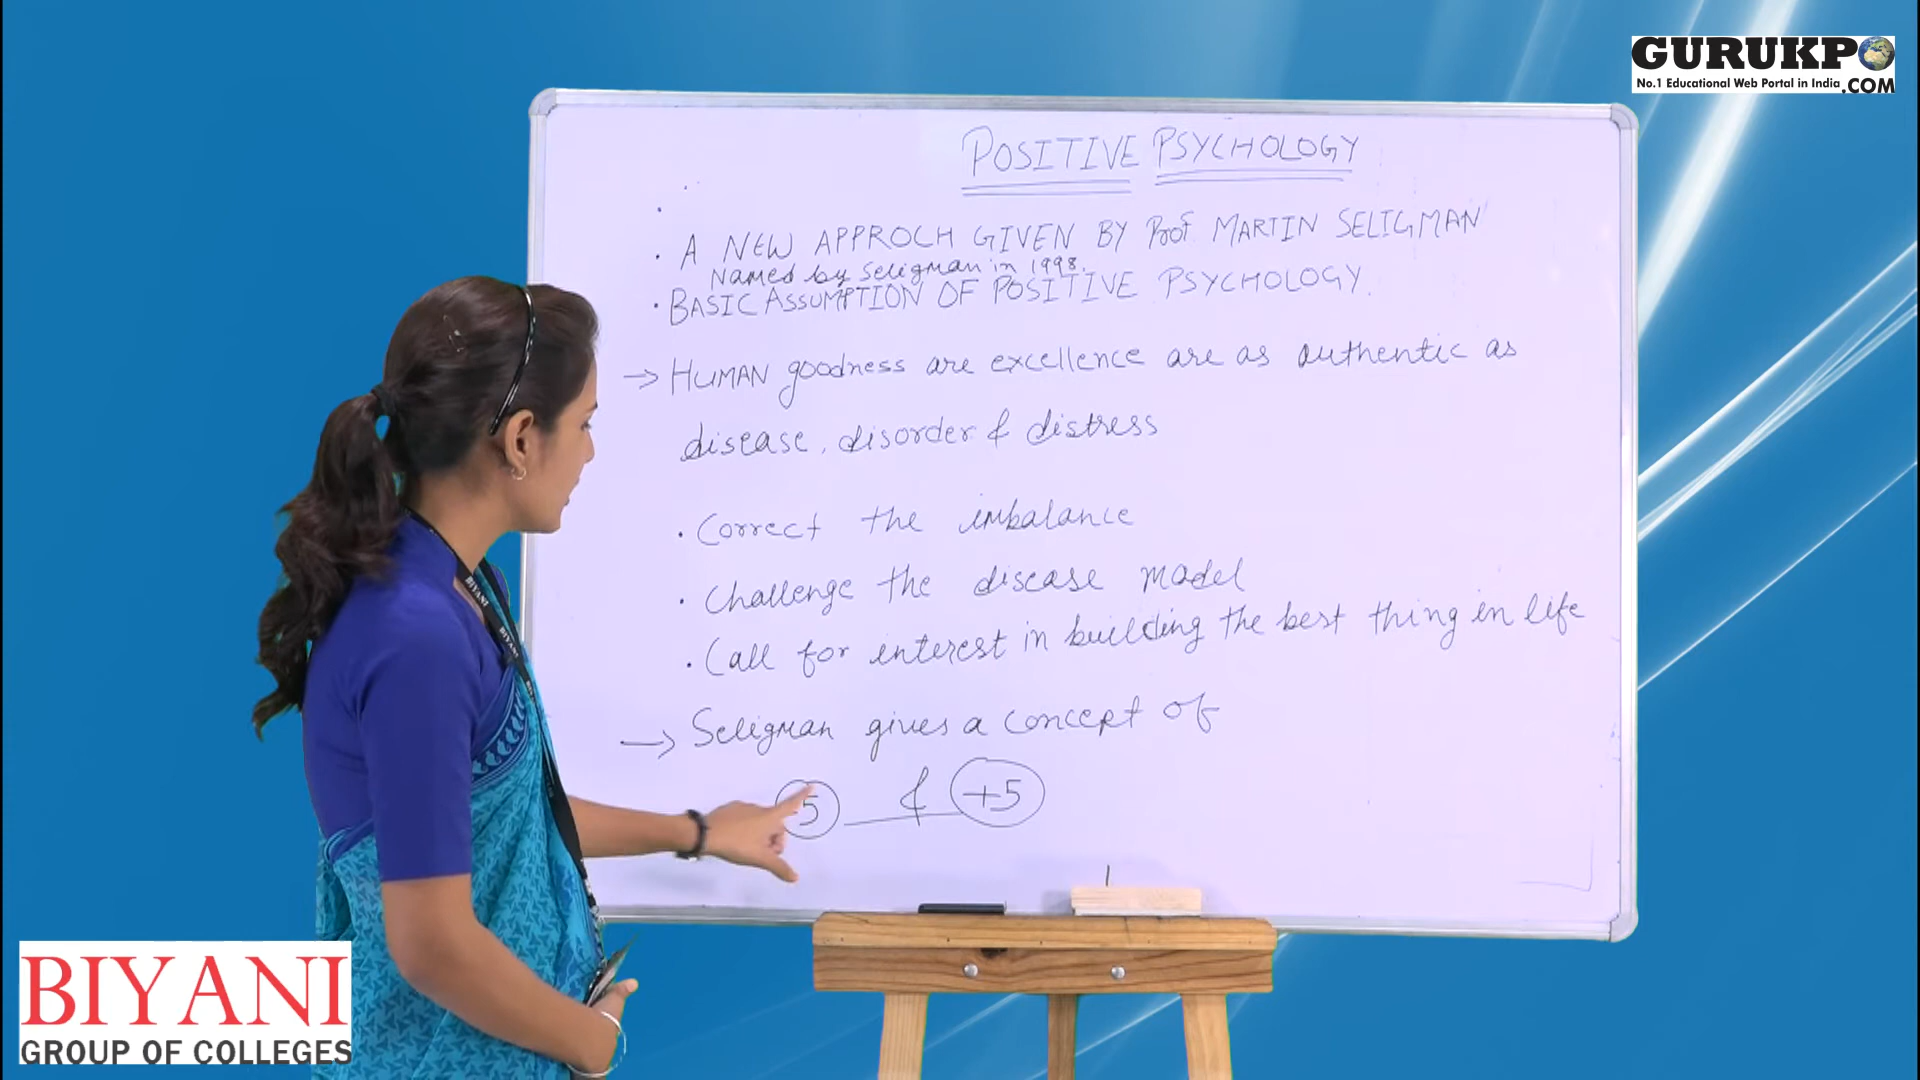 GURUKPO
No.1 Educational Web Portal in India .COM
POSITIVE PSYCHOLOGY
. A NEW APPROCH GIVEN BY Prof. MARTIN SELIGMAN
Named by Seligman in 1998.
. BASIC ASSUMPTION OF POSITIVE PSYCHOLOGY.
→ HUMAN goodness are excellence are as authentic as
disease, disorder & distress
. Correct the imbalance
. Challenge the disease model
. Call for interest in building the best thing in life
→ Seligman gives a concept of
-5 & +5
BIYANI
BIYANI
BIYANI
GROUP OF COLLEGES